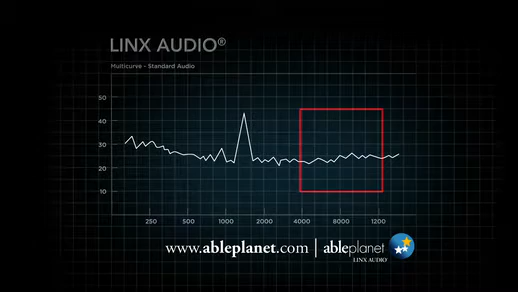 LINX AUDIO®
Multicurve - Standard Audio
50
40
30
20
10
250 500 1000 2000 4000 8000 1200
www.ableplanet.com | ableplanet
LINX AUDIO®